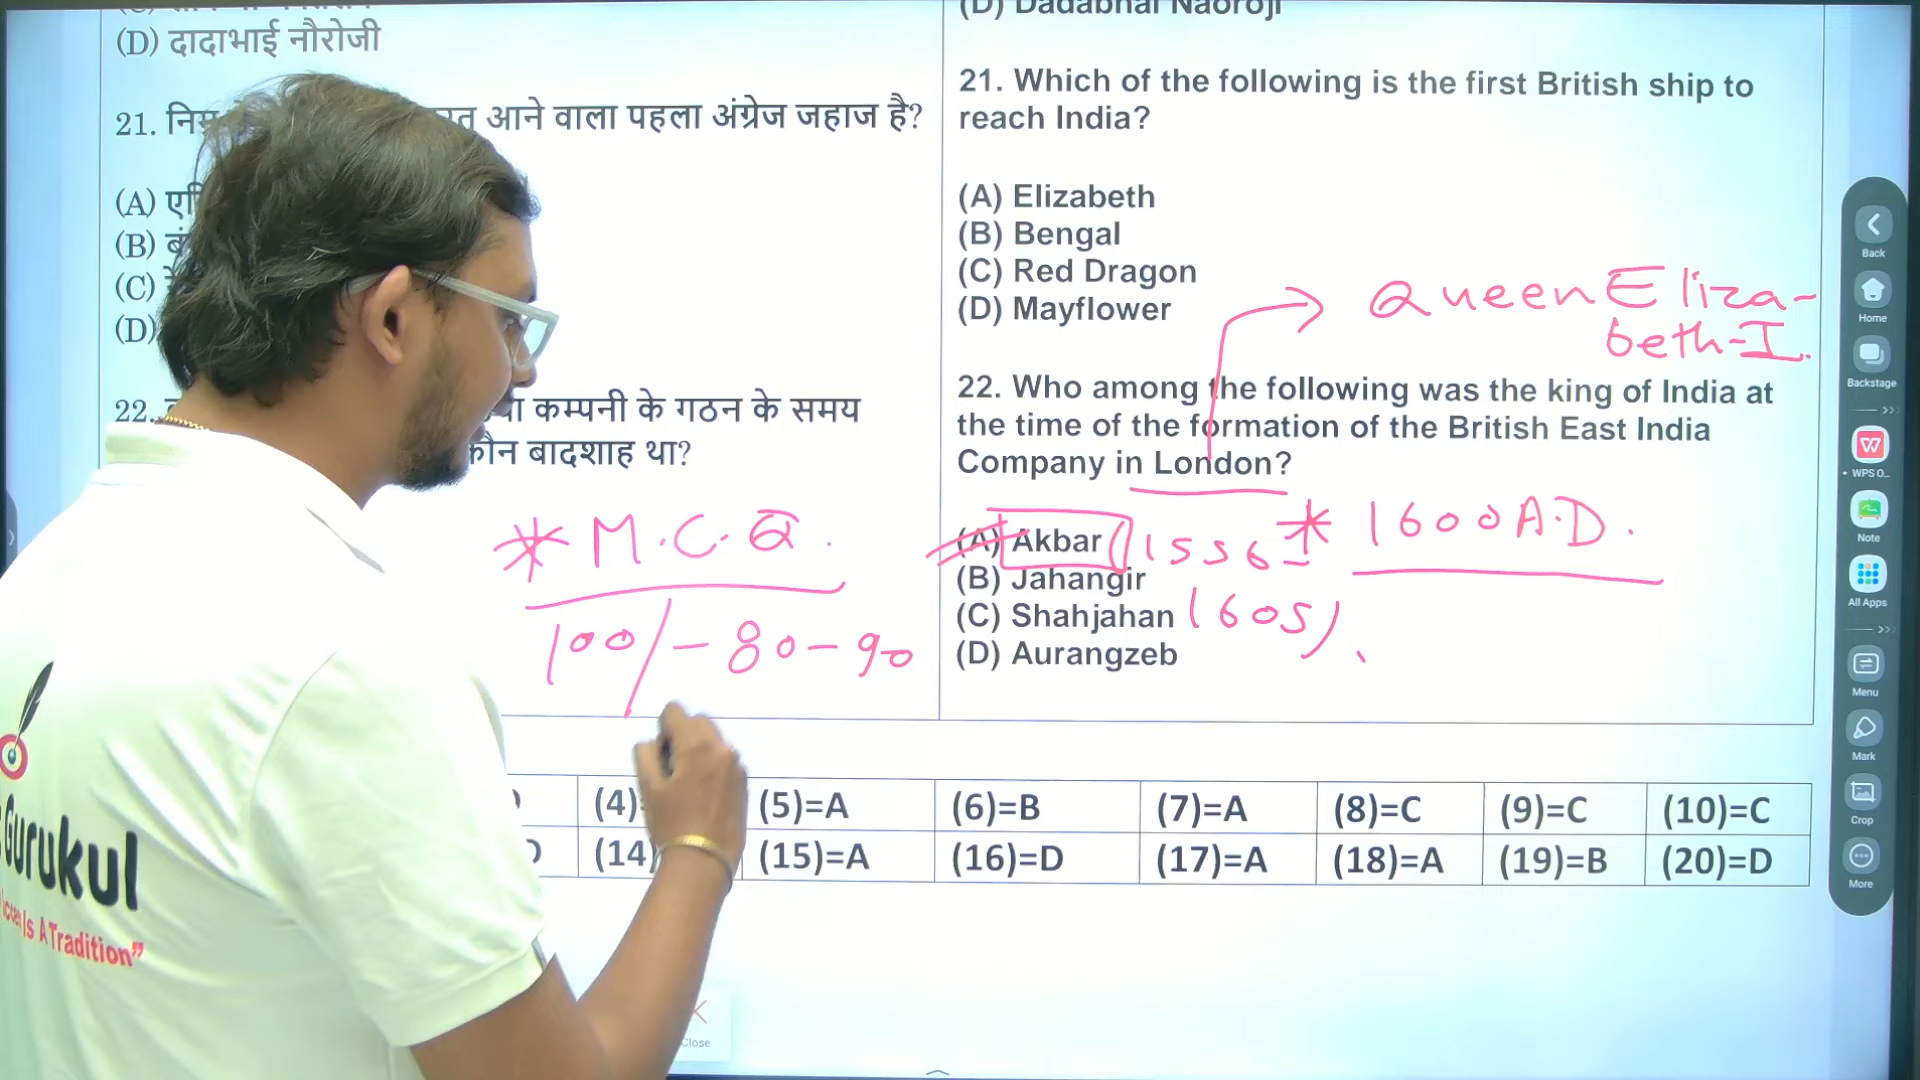 (D) दादाभाई नौरोजी
21. आने वाला पहला अंग्रेज जहाज है?
(A)
(B)
(C)
(D)
22. कम्पनी के गठन के समय
कौन बादशाह था?
* M.C.Q.
100/-80-90
(D) Dadabhai Naoroji
21. Which of the following is the first British ship to
reach India?
(A) Elizabeth
(B) Bengal
(C) Red Dragon
(D) Mayflower
Queen Eliza-
beth-I.
22. Who among the following was the king of India at
the time of the formation of the British East India
Company in London?
(A) Akbar (1556 * 1600 A.D.
(B) Jahangir
(C) Shahjahan 1605)
(D) Aurangzeb
(4) (5)=A (6)=B (7)=A (8)=C (9)=C (10)=C
(14) (15)=A (16)=D (17)=A (18)=A (19)=B (20)=D
Gurukul
Is A Tradition”
Close
Back
Home
Backstage
WPS O...
Note
All Apps
Menu
Mark
Crop
More